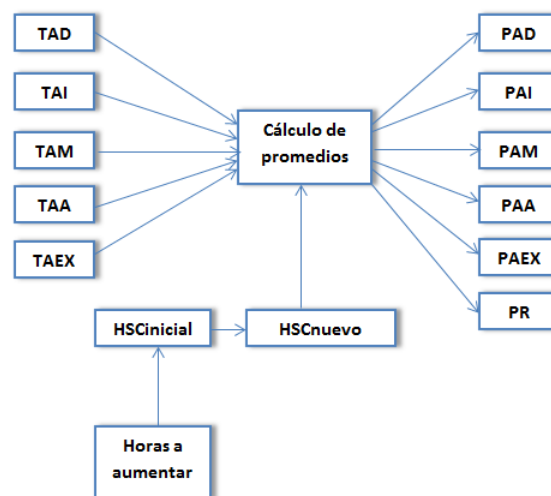 TAD
TAI
TAM
TAA
TAEX
Cálculo de
promedios
PAD
PAI
PAM
PAA
PAEX
PR
HSCinicial
HSCnuevo
Horas a
aumentar